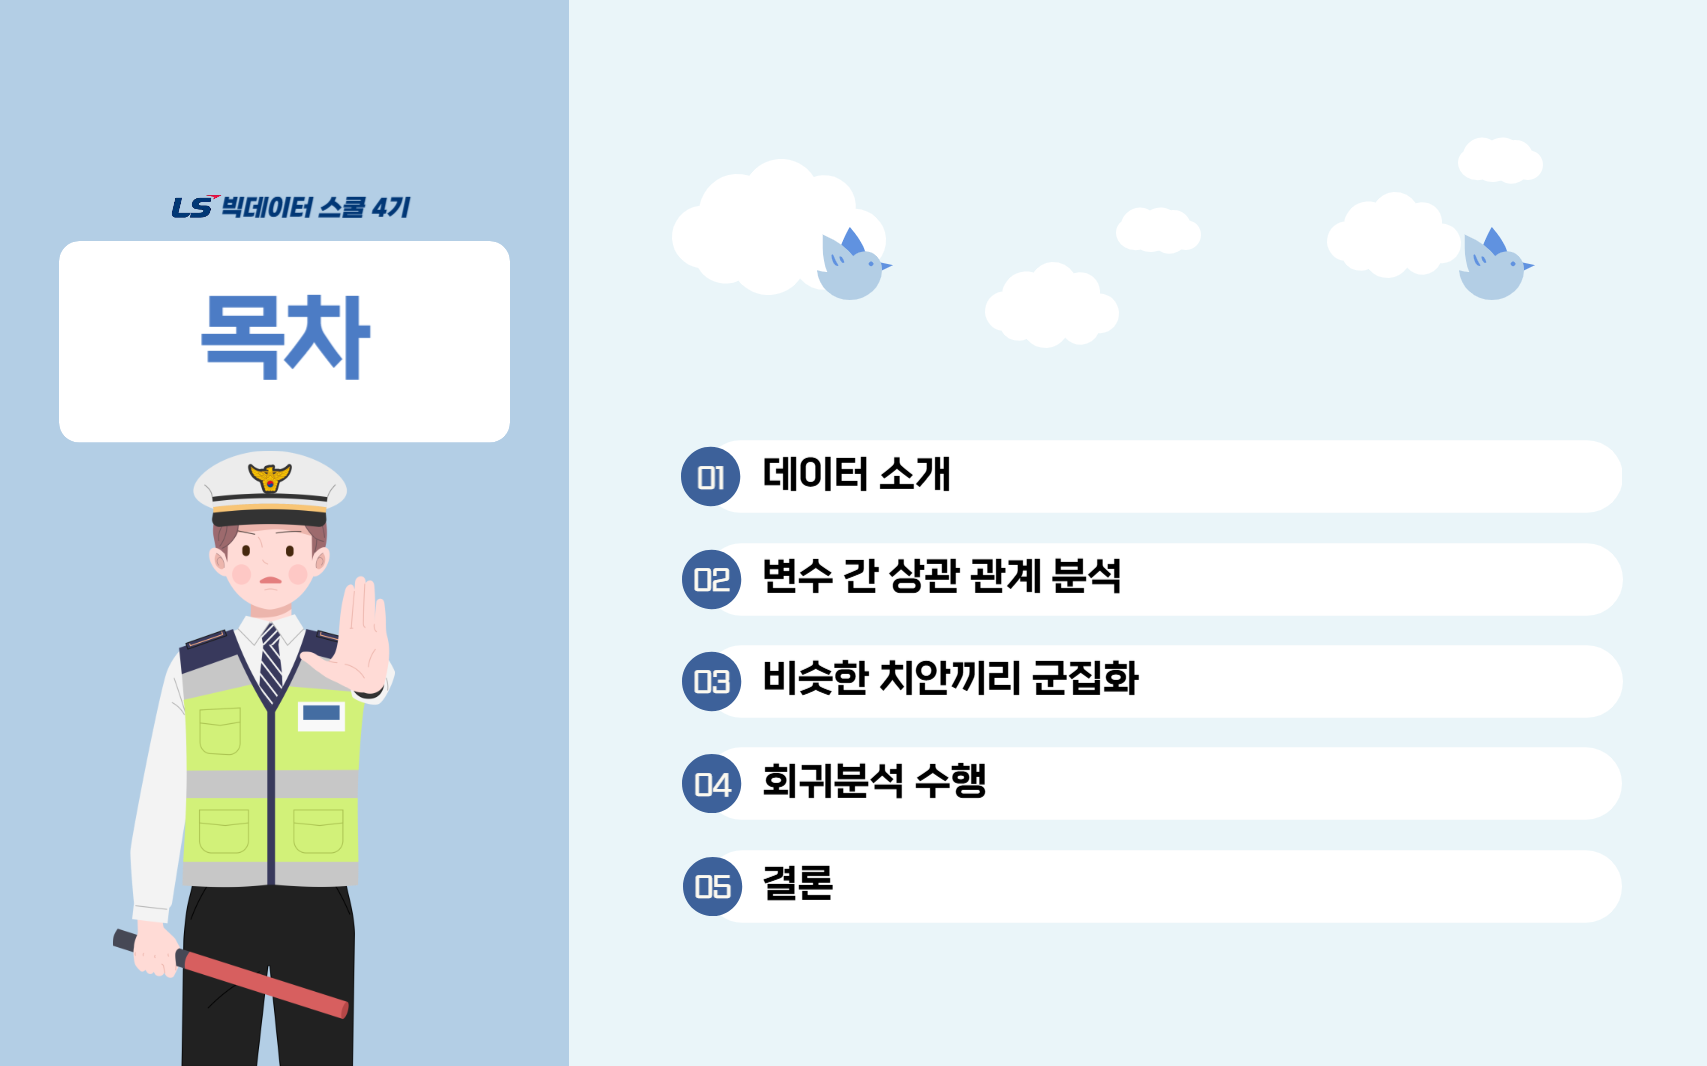 LS 빅데이터 스쿨 4기
목차
01 데이터 소개
02 변수 간 상관 관계 분석
03 비슷한 치안끼리 군집화
04 회귀분석 수행
05 결론